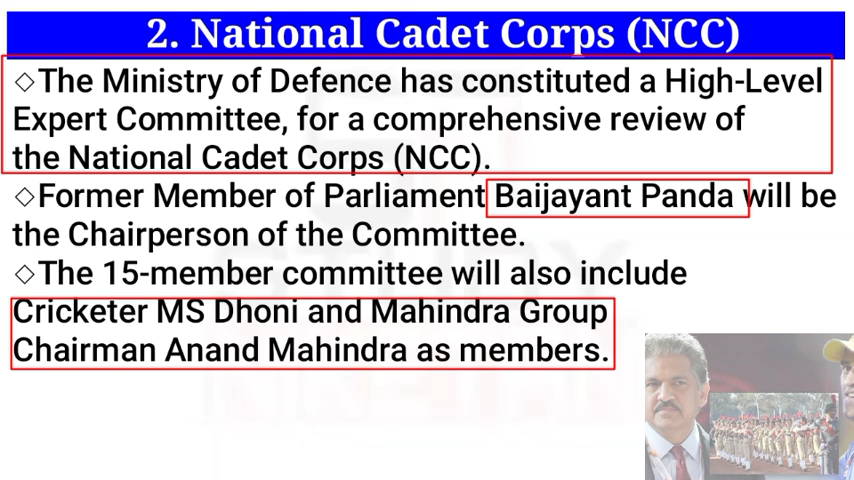 2. National Cadet Corps (NCC)
◇The Ministry of Defence has constituted a High-Level
Expert Committee, for a comprehensive review of
the National Cadet Corps (NCC).
◇Former Member of Parliament Baijayant Panda will be
the Chairperson of the Committee.
◇The 15-member committee will also include
Cricketer MS Dhoni and Mahindra Group
Chairman Anand Mahindra as members.